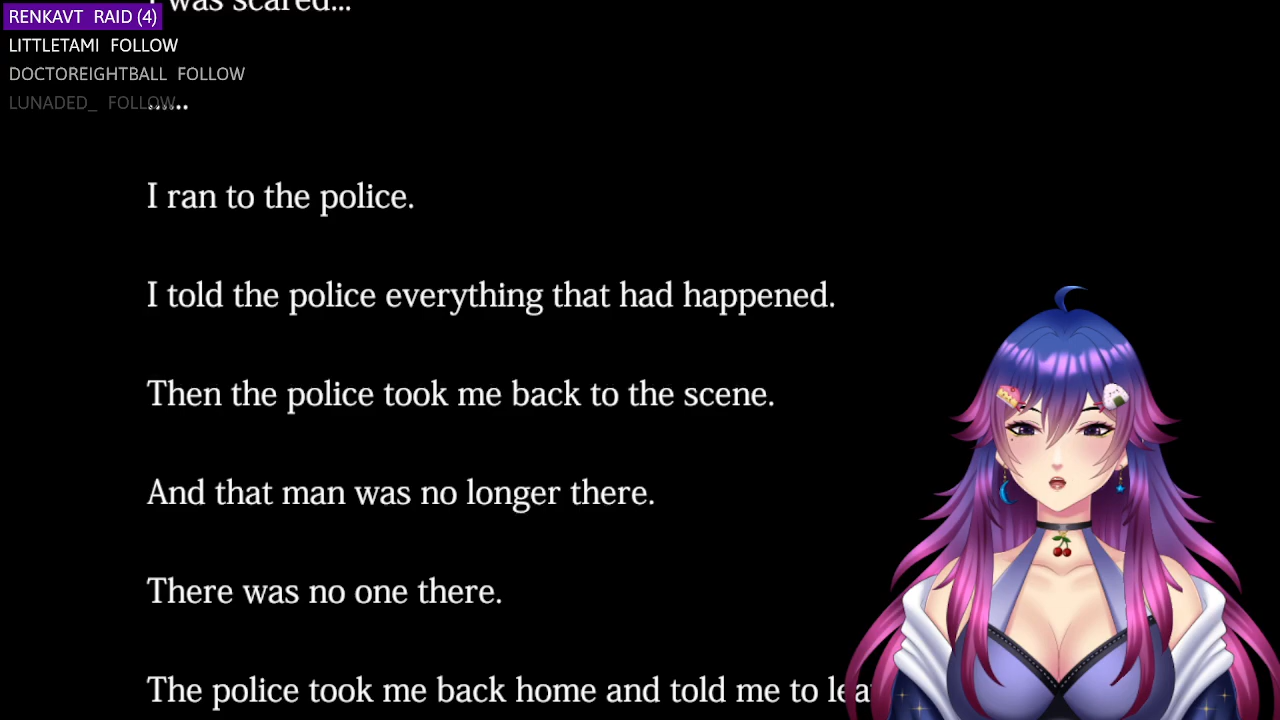 was scared...
RENKAVT RAID (4)
LITTLETAMI FOLLOW
DOCTOREIGHTBALL FOLLOW
LUNADED_ FOLLOW
......
I ran to the police.
I told the police everything that had happened.
Then the police took me back to the scene.
And that man was no longer there.
There was no one there.
The police took me back home and told me to